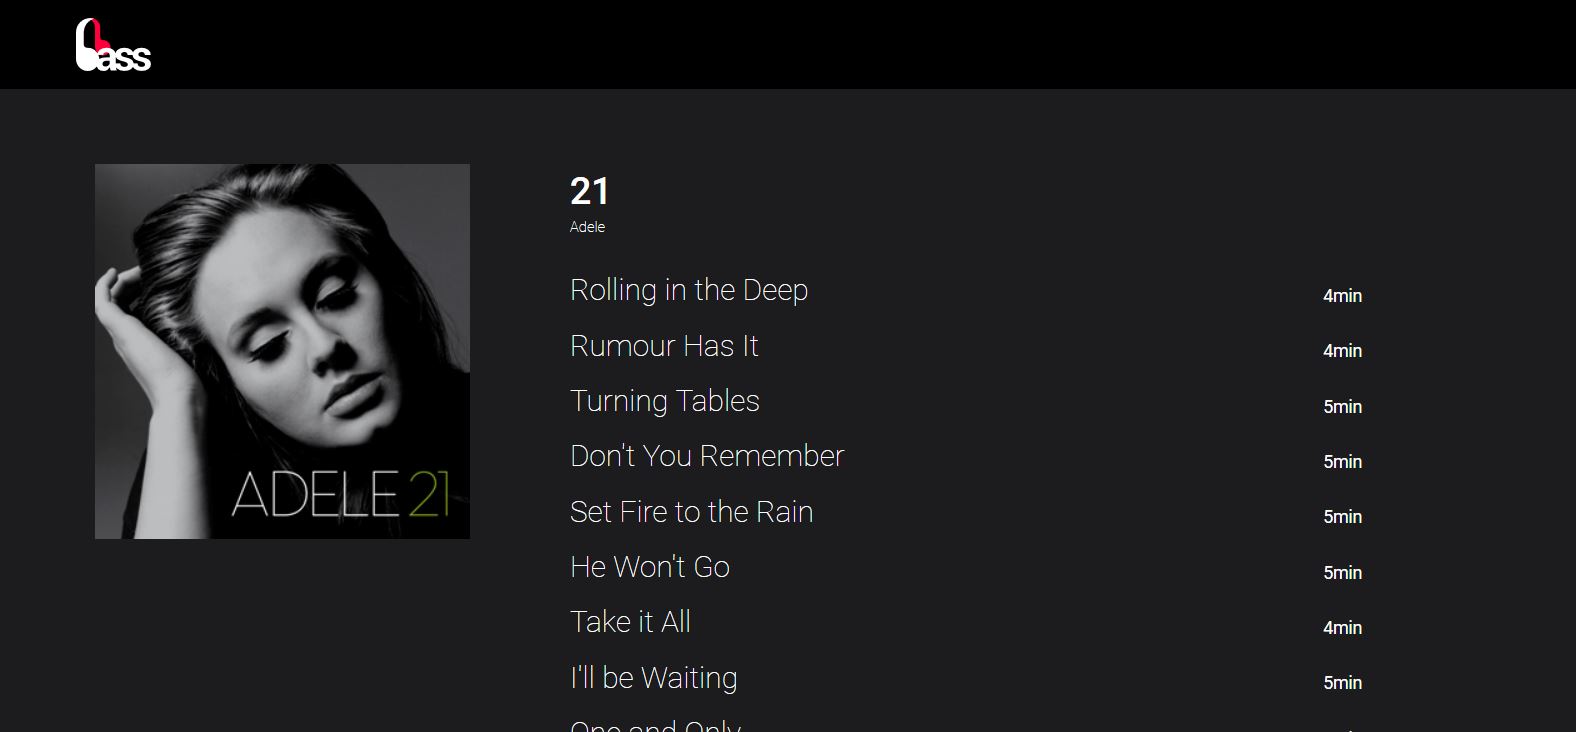 bass
21
Adele
ADELE 21
Rolling in the Deep 4min
Rumour Has It 4min
Turning Tables 5min
Don't You Remember 5min
Set Fire to the Rain 5min
He Won't Go 5min
Take it All 4min
I'll be Waiting 5min
One and Only